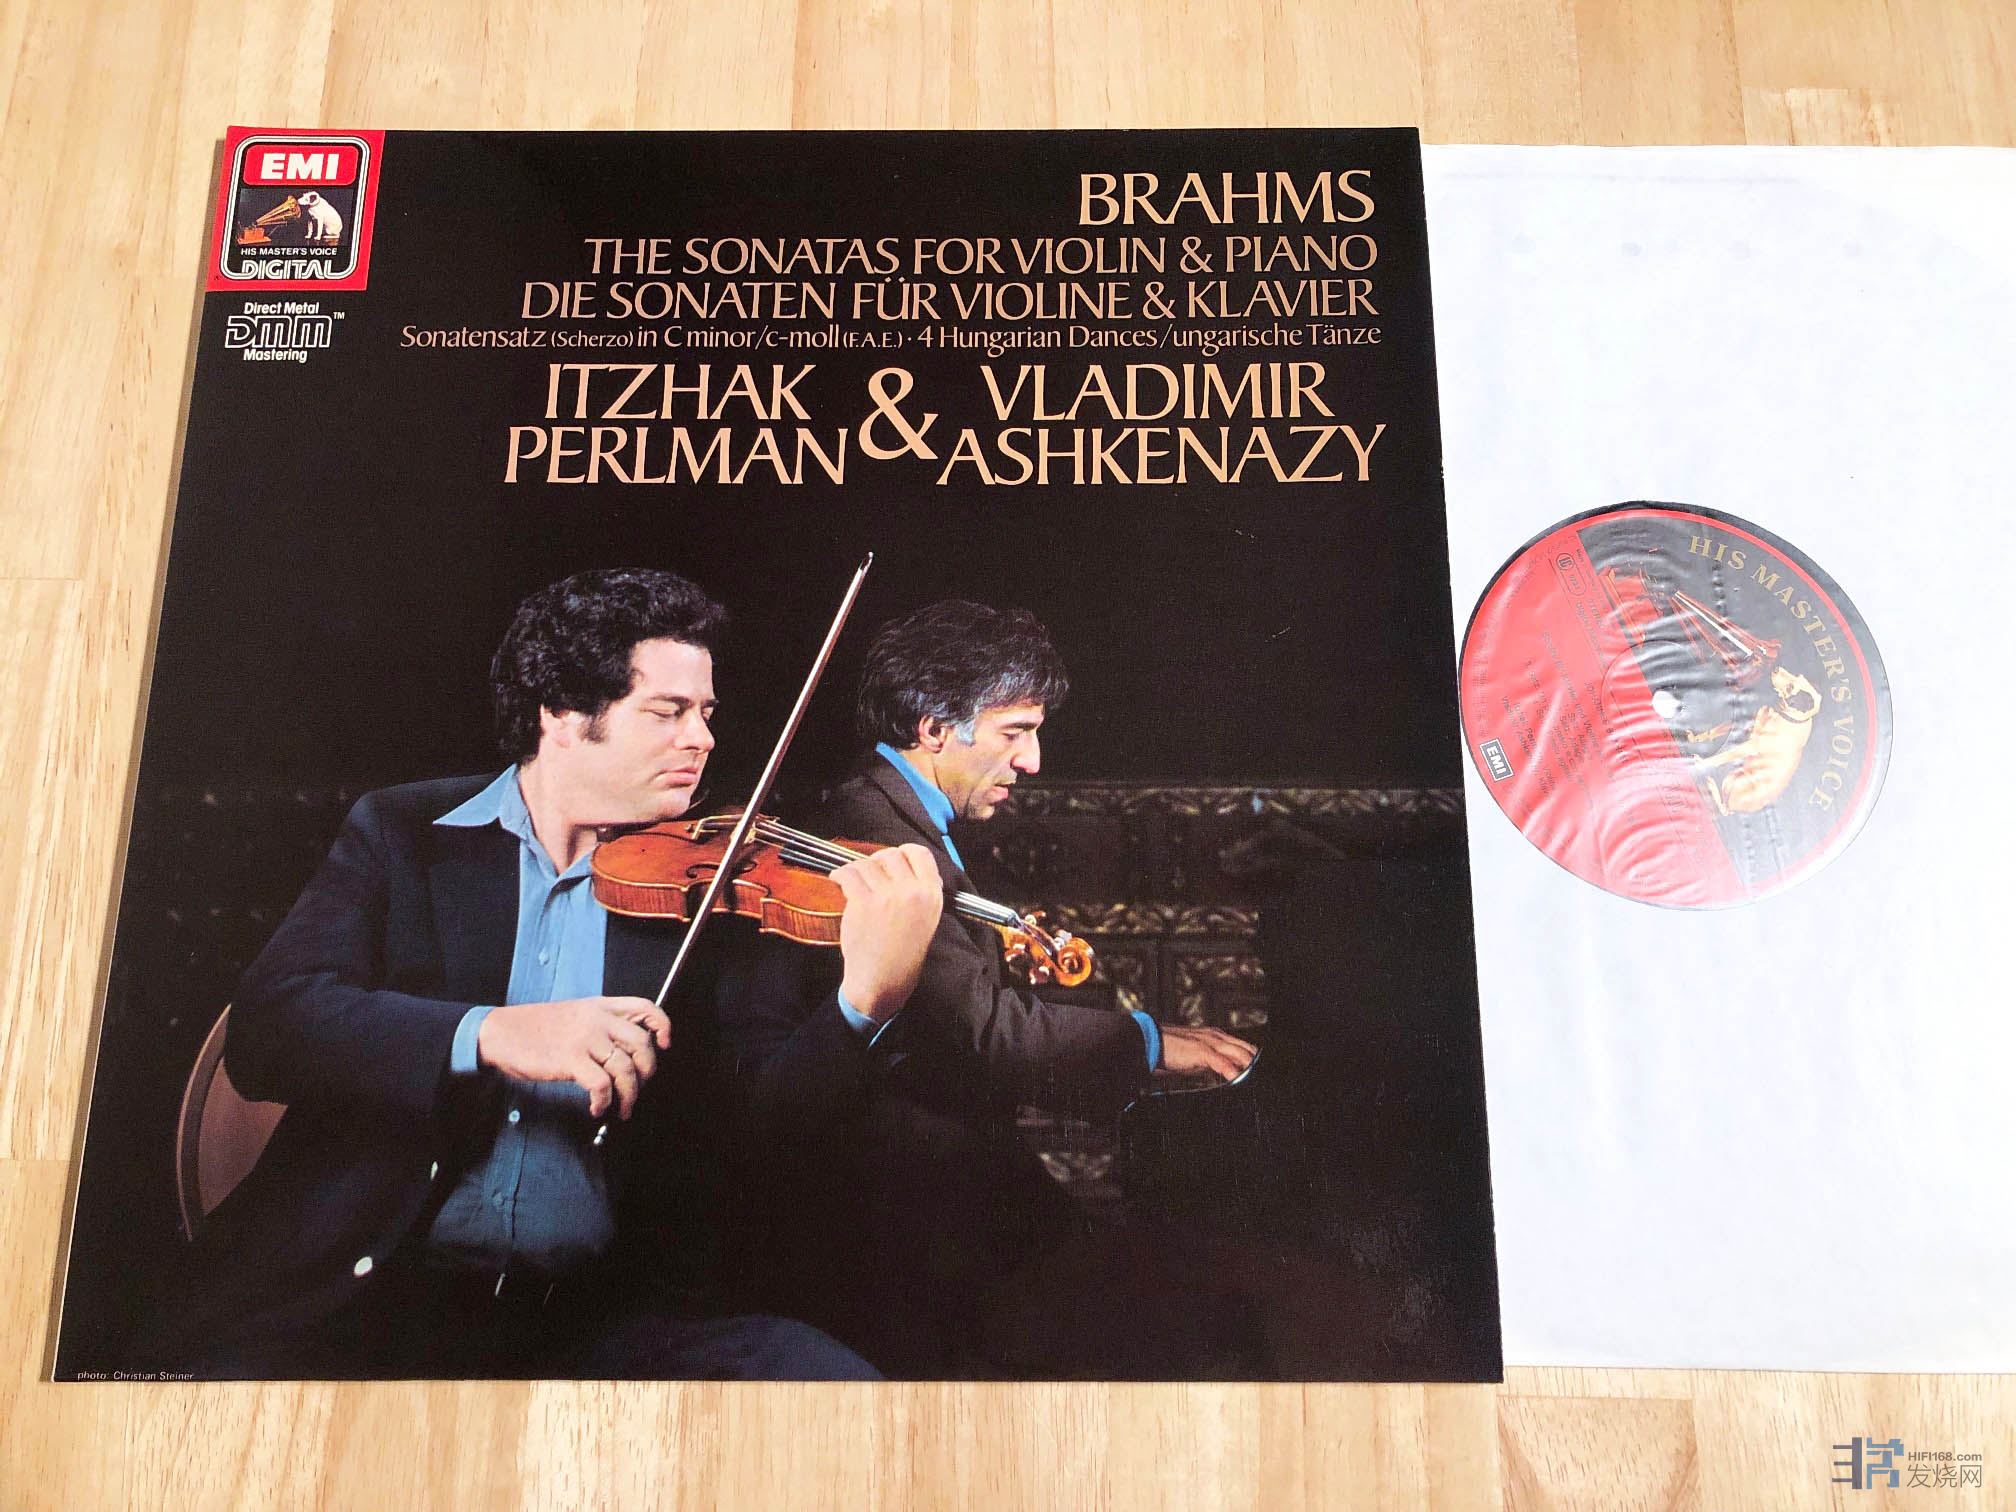 EMI
HIS MASTER'S VOICE
DIGITAL
Direct Metal
DMM™
Mastering
BRAHMS
THE SONATAS FOR VIOLIN & PIANO
DIE SONATEN FÜR VIOLINE & KLAVIER
Sonatensatz (Scherzo) in C minor/c-moll (F.A.E.) · 4 Hungarian Dances/ungarische Tänze
ITZHAK PERLMAN & VLADIMIR ASHKENAZY
photo: Christian Steiner
HIS MASTER'S VOICE
EMI
HIFI168.com
发烧网